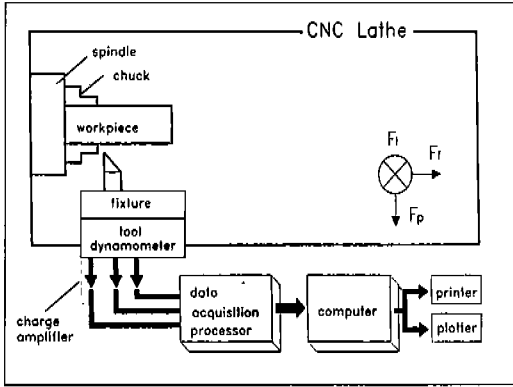 CNC Lathe
spindle
chuck
workpiece
Ft
Fr
Fp
fixture
tool
dynamometer
charge
amplifier
data
acquisition
processor
computer
printer
plotter